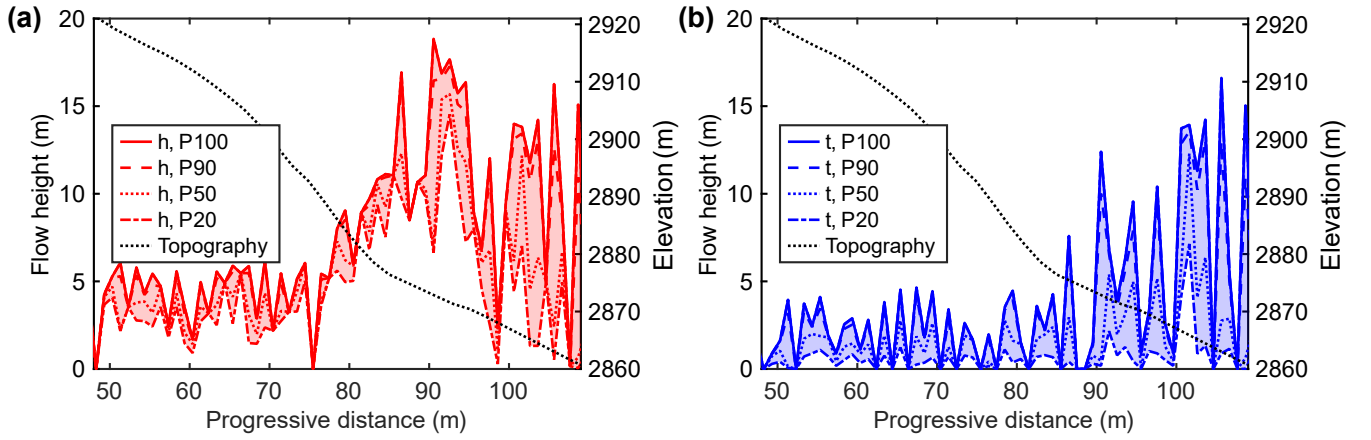 (a)
20
15
10
5
0
Flow height (m)
h, P100
h, P90
h, P50
h, P20
Topography
2920
2910
2900
2890
2880
2870
2860
Elevation (m)
50 60 70 80 90 100
Progressive distance (m)
(b)
20
15
10
5
0
Flow height (m)
t, P100
t, P90
t, P50
t, P20
Topography
2920
2910
2900
2890
2880
2870
2860
Elevation (m)
50 60 70 80 90 100
Progressive distance (m)